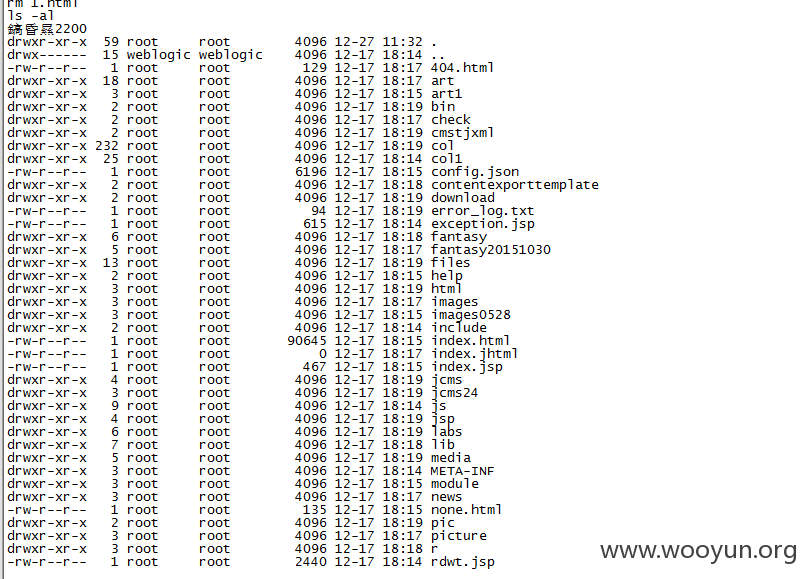 rm 1.html
ls -al
鎬昏 2200
drwxr-xr-x 59 root root 4096 12-27 11:32 .
drwx------ 15 weblogic weblogic 4096 12-17 18:14 ..
-rw-r--r-- 1 root root 129 12-17 18:17 404.html
drwxr-xr-x 18 root root 4096 12-17 18:17 art
drwxr-xr-x 3 root root 4096 12-17 18:15 art1
drwxr-xr-x 2 root root 4096 12-17 18:19 bin
drwxr-xr-x 2 root root 4096 12-17 18:17 check
drwxr-xr-x 2 root root 4096 12-17 18:19 cmstjxml
drwxr-xr-x 232 root root 4096 12-17 18:19 col
drwxr-xr-x 25 root root 4096 12-17 18:14 col1
-rw-r--r-- 1 root root 6196 12-17 18:15 config.json
drwxr-xr-x 2 root root 4096 12-17 18:18 contentexporttemplate
drwxr-xr-x 2 root root 4096 12-17 18:19 download
-rw-r--r-- 1 root root 94 12-17 18:19 error_log.txt
-rw-r--r-- 1 root root 615 12-17 18:14 exception.jsp
drwxr-xr-x 6 root root 4096 12-17 18:18 fantasy
drwxr-xr-x 5 root root 4096 12-17 18:17 fantasy20151030
drwxr-xr-x 13 root root 4096 12-17 18:19 files
drwxr-xr-x 2 root root 4096 12-17 18:15 help
drwxr-xr-x 3 root root 4096 12-17 18:19 html
drwxr-xr-x 3 root root 4096 12-17 18:17 images
drwxr-xr-x 3 root root 4096 12-17 18:15 images0528
drwxr-xr-x 2 root root 4096 12-17 18:14 include
-rw-r--r-- 1 root root 90645 12-17 18:15 index.html
-rw-r--r-- 1 root root 0 12-17 18:17 index.jhtml
-rw-r--r-- 1 root root 467 12-17 18:15 index.jsp
drwxr-xr-x 4 root root 4096 12-17 18:19 jcms
drwxr-xr-x 3 root root 4096 12-17 18:19 jcms24
drwxr-xr-x 9 root root 4096 12-17 18:14 js
drwxr-xr-x 4 root root 4096 12-17 18:19 jsp
drwxr-xr-x 6 root root 4096 12-17 18:19 labs
drwxr-xr-x 7 root root 4096 12-17 18:18 lib
drwxr-xr-x 5 root root 4096 12-17 18:19 media
drwxr-xr-x 3 root root 4096 12-17 18:14 META-INF
drwxr-xr-x 3 root root 4096 12-17 18:15 module
drwxr-xr-x 3 root root 4096 12-17 18:17 news
-rw-r--r-- 1 root root 135 12-17 18:15 none.html
drwxr-xr-x 2 root root 4096 12-17 18:19 pic
drwxr-xr-x 3 root root 4096 12-17 18:17 picture
drwxr-xr-x 3 root root 4096 12-17 18:18 r
-rw-r--r-- 1 root root 2440 12-17 18:14 rdwt.jsp
www.wooyun.org